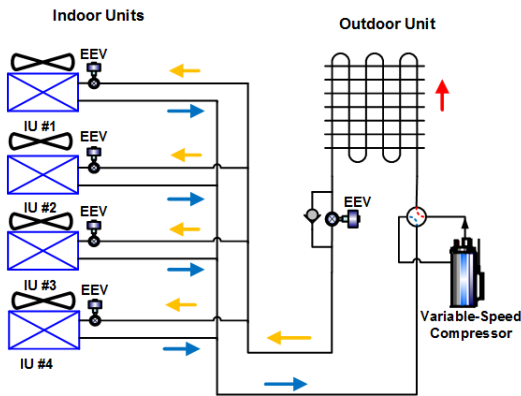 Indoor Units
Outdoor Unit
EEV
IU #1
EEV
IU #2
EEV
EEV
IU #3
EEV
IU #4
Variable-Speed
Compressor